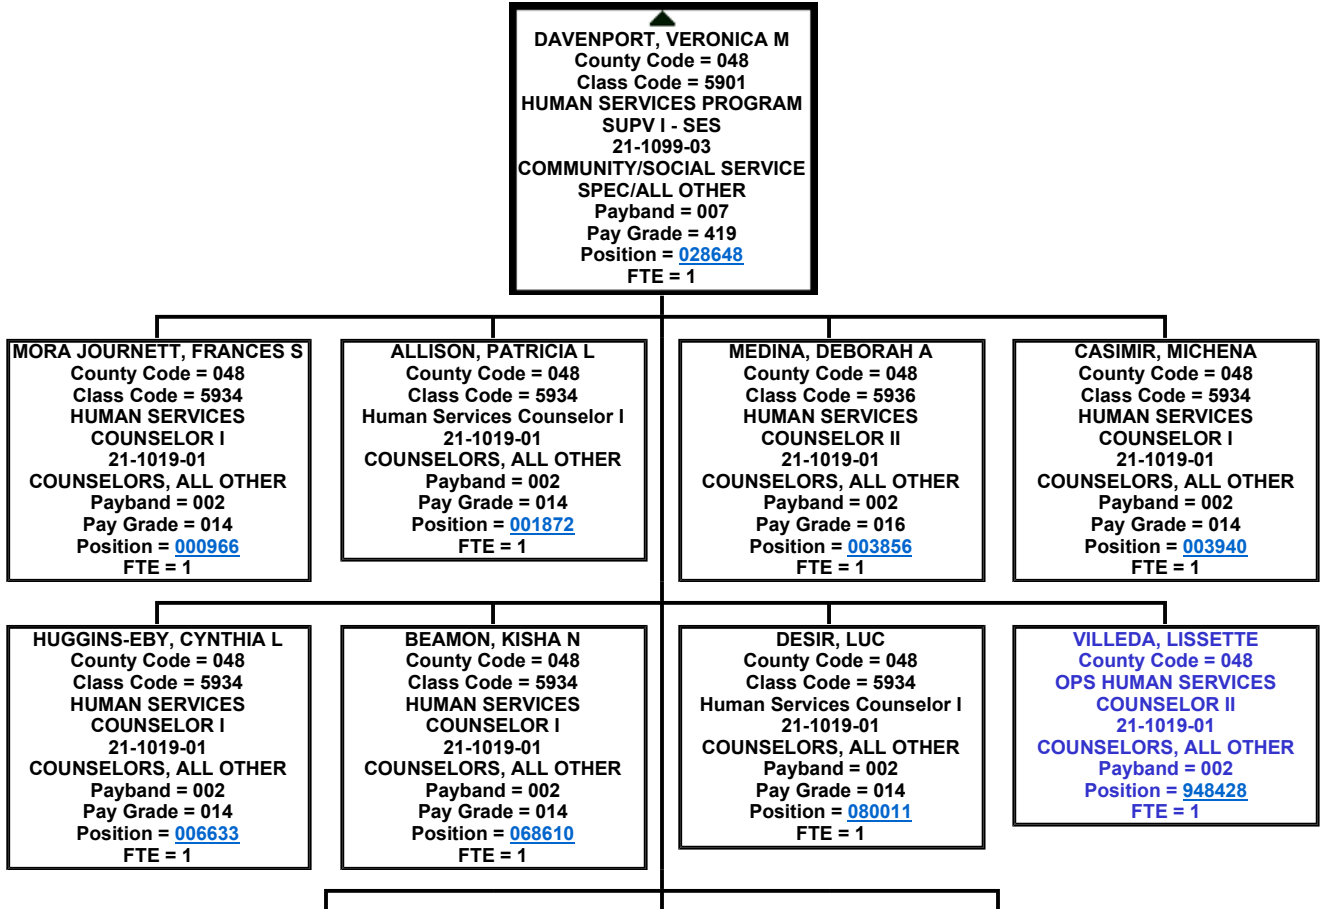 DAVENPORT, VERONICA M
County Code = 048
Class Code = 5901
HUMAN SERVICES PROGRAM
SUPV I - SES
21-1099-03
COMMUNITY/SOCIAL SERVICE
SPEC/ALL OTHER
Payband = 007
Pay Grade = 419
Position = 028648
FTE = 1
MORA JOURNETT, FRANCES S
County Code = 048
Class Code = 5934
HUMAN SERVICES
COUNSELOR I
21-1019-01
COUNSELORS, ALL OTHER
Payband = 002
Pay Grade = 014
Position = 000966
FTE = 1
ALLISON, PATRICIA L
County Code = 048
Class Code = 5934
Human Services Counselor I
21-1019-01
COUNSELORS, ALL OTHER
Payband = 002
Pay Grade = 014
Position = 001872
FTE = 1
MEDINA, DEBORAH A
County Code = 048
Class Code = 5936
HUMAN SERVICES
COUNSELOR II
21-1019-01
COUNSELORS, ALL OTHER
Payband = 002
Pay Grade = 016
Position = 003856
FTE = 1
CASIMIR, MICHENA
County Code = 048
Class Code = 5934
HUMAN SERVICES
COUNSELOR I
21-1019-01
COUNSELORS, ALL OTHER
Payband = 002
Pay Grade = 014
Position = 003940
FTE = 1
HUGGINS-EBY, CYNTHIA L
County Code = 048
Class Code = 5934
HUMAN SERVICES
COUNSELOR I
21-1019-01
COUNSELORS, ALL OTHER
Payband = 002
Pay Grade = 014
Position = 006633
FTE = 1
BEAMON, KISHA N
County Code = 048
Class Code = 5934
HUMAN SERVICES
COUNSELOR I
21-1019-01
COUNSELORS, ALL OTHER
Payband = 002
Pay Grade = 014
Position = 068610
FTE = 1
DESIR, LUC
County Code = 048
Class Code = 5934
Human Services Counselor I
21-1019-01
COUNSELORS, ALL OTHER
Payband = 002
Pay Grade = 014
Position = 080011
FTE = 1
VILLEDA, LISSETTE
County Code = 048
OPS HUMAN SERVICES
COUNSELOR II
21-1019-01
COUNSELORS, ALL OTHER
Payband = 002
Position = 948428
FTE = 1